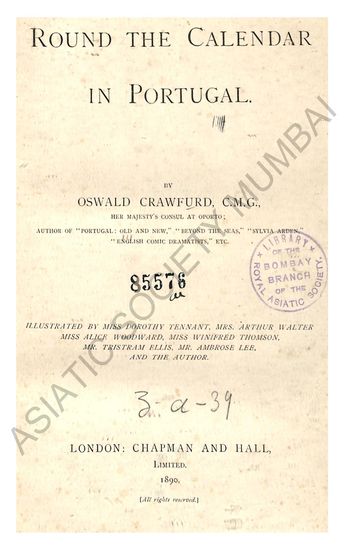 ROUND THE CALENDAR
IN PORTUGAL.
BY
OSWALD CRAWFURD, C.M.G.,
HER MAJESTY'S CONSUL AT OPORTO;
AUTHOR OF "PORTUGAL: OLD AND NEW," "BEYOND THE SEAS," "SYLVIA ARDEN,"
"ENGLISH COMIC DRAMATISTS," ETC.
LIBRARY
OF THE
BOMBAY
BRANCH
OF THE
ROYAL ASIATIC SOCIETY.
85576
ILLUSTRATED BY MISS DOROTHY TENNANT, MRS. ARTHUR WALTER
MISS ALICE WOODWARD, MISS WINIFRED THOMSON,
MR. TRISTRAM ELLIS, MR. AMBROSE LEE,
AND THE AUTHOR.
3-a-39
LONDON: CHAPMAN AND HALL,
LIMITED.
1890.
[All rights reserved.]
ASIATIC SOCIETY MUMBAI